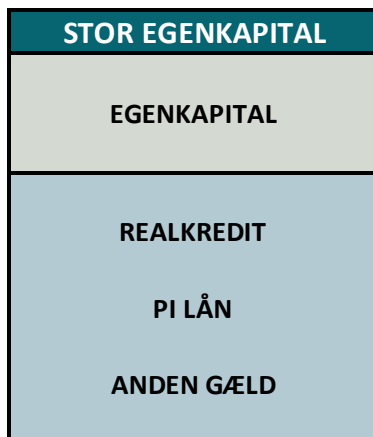 STOR EGENKAPITAL
EGENKAPITAL
REALKREDIT
PI LÅN
ANDEN GÆLD